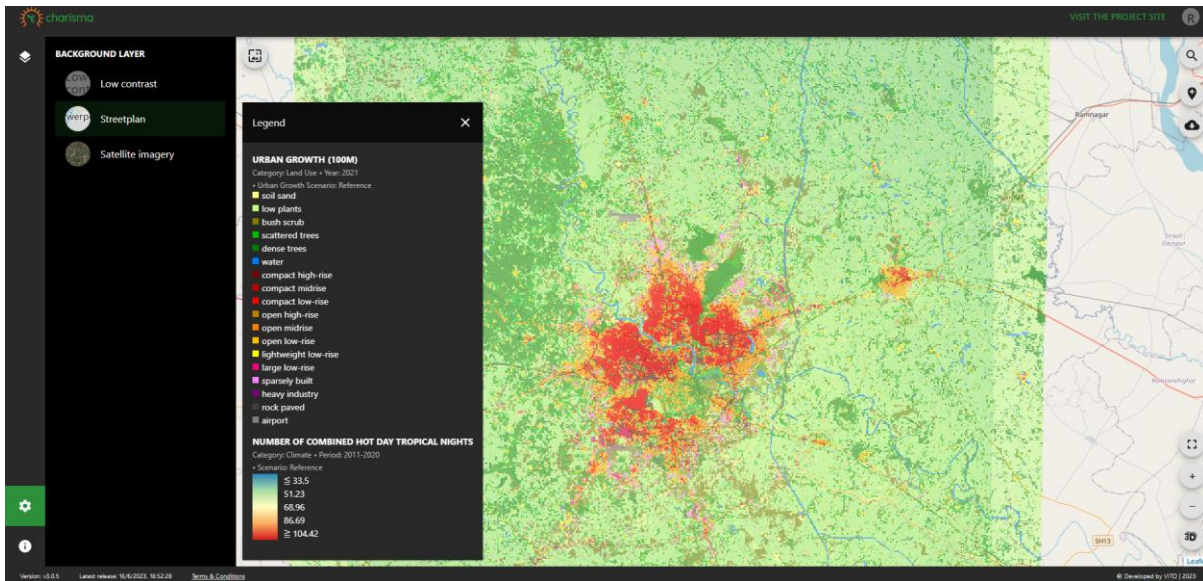 charisma
VISIT THE PROJECT SITE
R
BACKGROUND LAYER
Low contrast
Streetplan
Satellite imagery
Legend
URBAN GROWTH (100M)
Category: Land Use • Year: 2021
• Urban Growth Scenario: Reference
soil sand
low plants
bush scrub
scattered trees
dense trees
water
compact high-rise
compact midrise
compact low-rise
open high-rise
open midrise
open low-rise
lightweight low-rise
large low-rise
sparsely built
heavy industry
rock paved
airport
NUMBER OF COMBINED HOT DAY TROPICAL NIGHTS
Category: Climate • Period: 2011-2020
• Scenario: Reference
≦ 33.5
51.23
68.96
86.69
≧ 104.42
Ramnagar
Sirauli
Gauspur
Ramsanehighat
SH13
3D
Version: v3.0.5
Latest release: 16/6/2023, 18:52:28
Terms & Conditions
© Developed by VITO | 2023